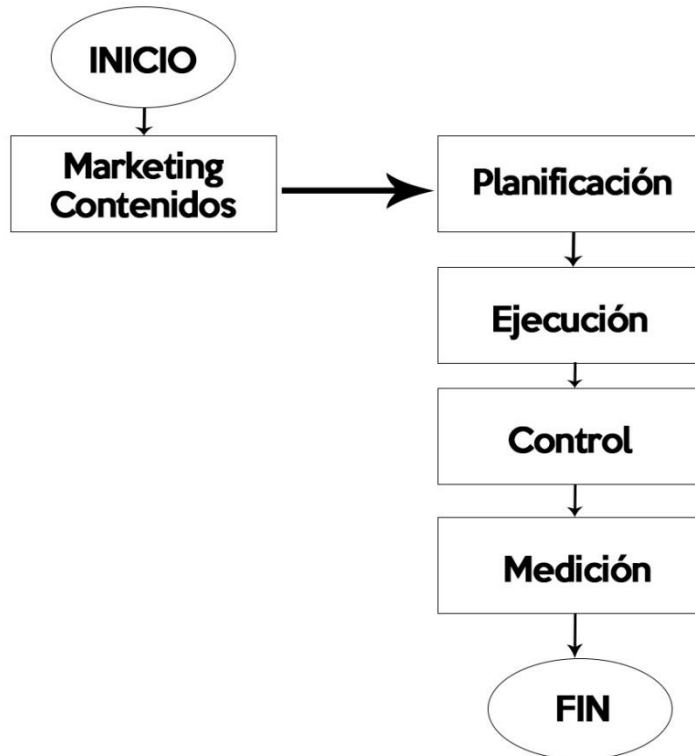 INICIO
Marketing
Contenidos
Planificación
Ejecución
Control
Medición
FIN